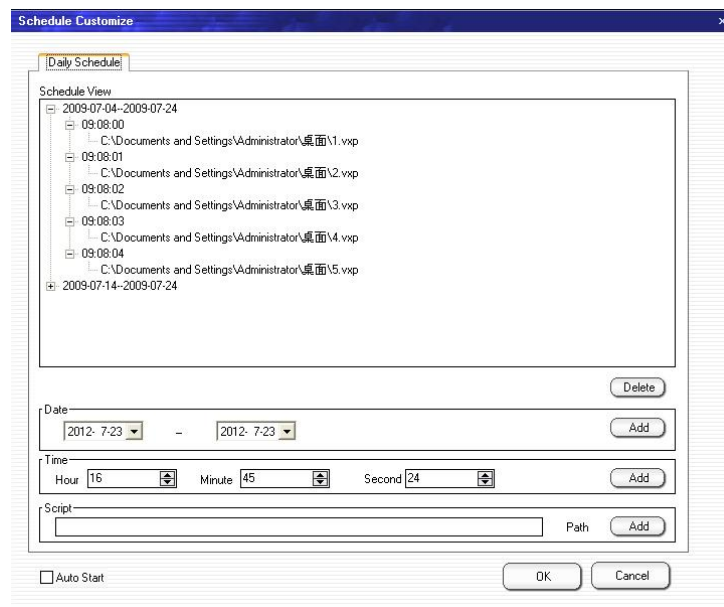 Schedule Customize
Daily Schedule
Schedule View
2009-07-04--2009-07-24
09:08:00
C:\Documents and Settings\Administrator\桌面\1.vxp
09:08:01
C:\Documents and Settings\Administrator\桌面\2.vxp
09:08:02
C:\Documents and Settings\Administrator\桌面\3.vxp
09:08:03
C:\Documents and Settings\Administrator\桌面\4.vxp
09:08:04
C:\Documents and Settings\Administrator\桌面\5.vxp
2009-07-14--2009-07-24
Delete
Date
2012- 7-23 – 2012- 7-23 Add
Time
Hour 16 Minute 45 Second 24 Add
Script
Path Add
Auto Start OK Cancel